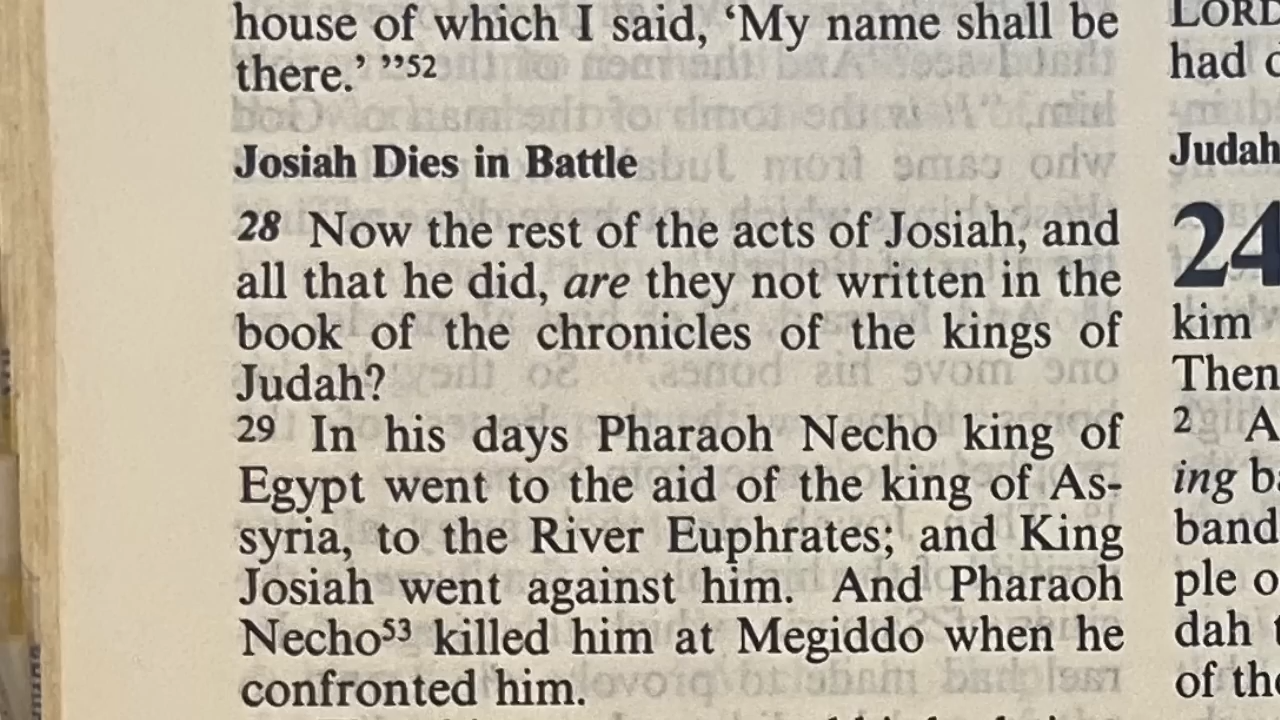 house of which I said, ‘My name shall be
there.’ ”52
Josiah Dies in Battle
28 Now the rest of the acts of Josiah, and
all that he did, are they not written in the
book of the chronicles of the kings of
Judah?
29 In his days Pharaoh Necho king of
Egypt went to the aid of the king of As-
syria, to the River Euphrates; and King
Josiah went against him. And Pharaoh
Necho53 killed him at Megiddo when he
confronted him.
LORD
had
Judah
24
kim
Then
2 A
ing
band
ple
dah
of